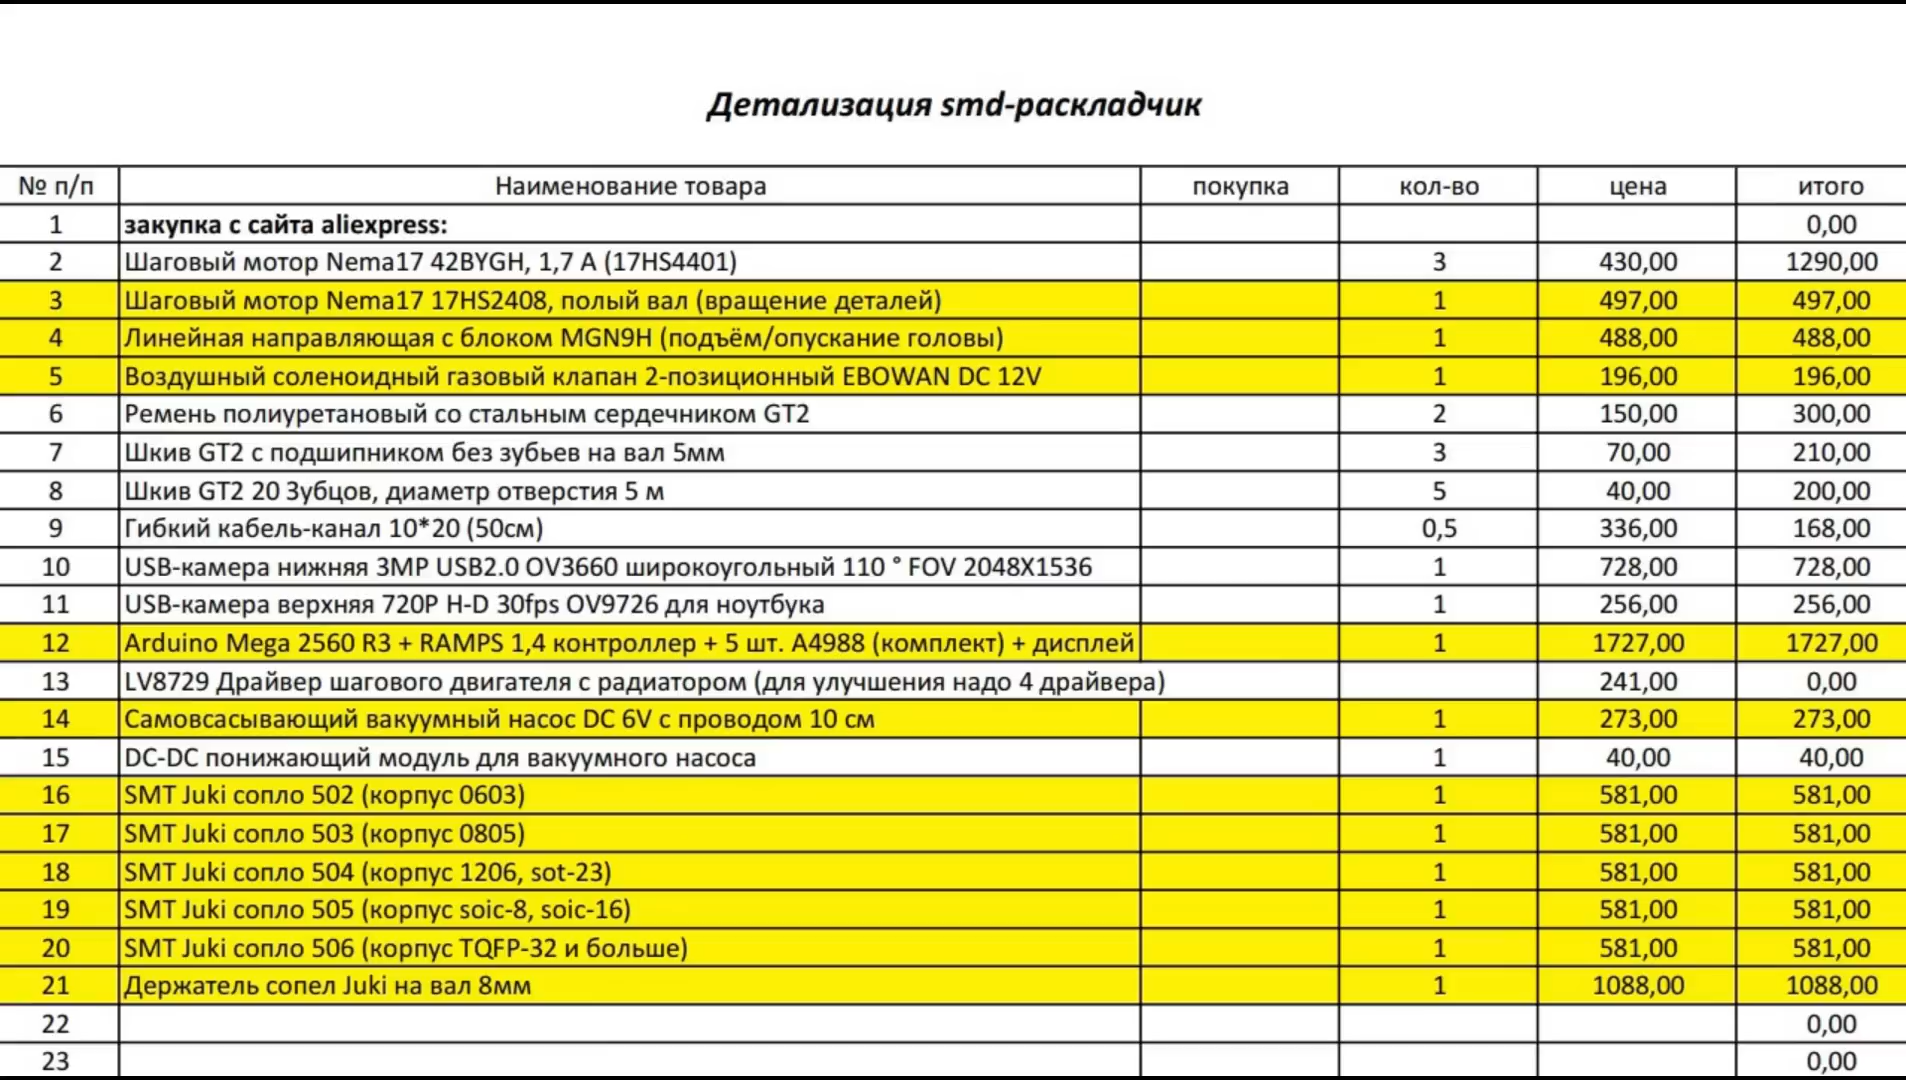 Детализация smd-раскладчик
№ п/п Наименование товара покупка кол-во цена итого
1 закупка с сайта aliexpress: 0,00
2 Шаговый мотор Nema17 42BYGH, 1,7 А (17HS4401) 3 430,00 1290,00
3 Шаговый мотор Nema17 17HS2408, полый вал (вращение деталей) 1 497,00 497,00
4 Линейная направляющая с блоком MGN9H (подъём/опускание головы) 1 488,00 488,00
5 Воздушный соленоидный газовый клапан 2-позиционный EBOWAN DC 12V 1 196,00 196,00
6 Ремень полиуретановый со стальным сердечником GT2 2 150,00 300,00
7 Шкив GT2 с подшипником без зубьев на вал 5мм 3 70,00 210,00
8 Шкив GT2 20 Зубцов, диаметр отверстия 5 м 5 40,00 200,00
9 Гибкий кабель-канал 10*20 (50см) 0,5 336,00 168,00
10 USB-камера нижняя 3MP USB2.0 OV3660 широкоугольный 110 ° FOV 2048X1536 1 728,00 728,00
11 USB-камера верхняя 720P H-D 30fps OV9726 для ноутбука 1 256,00 256,00
12 Arduino Mega 2560 R3 + RAMPS 1,4 контроллер + 5 шт. A4988 (комплект) + дисплей 1 1727,00 1727,00
13 LV8729 Драйвер шагового двигателя с радиатором (для улучшения надо 4 драйвера) 241,00 0,00
14 Самовсасывающий вакуумный насос DC 6V с проводом 10 см 1 273,00 273,00
15 DC-DC понижающий модуль для вакуумного насоса 1 40,00 40,00
16 SMT Juki сопло 502 (корпус 0603) 1 581,00 581,00
17 SMT Juki сопло 503 (корпус 0805) 1 581,00 581,00
18 SMT Juki сопло 504 (корпус 1206, sot-23) 1 581,00 581,00
19 SMT Juki сопло 505 (корпус soic-8, soic-16) 1 581,00 581,00
20 SMT Juki сопло 506 (корпус TQFP-32 и больше) 1 581,00 581,00
21 Держатель сопел Juki на вал 8мм 1 1088,00 1088,00
22 0,00
23 0,00